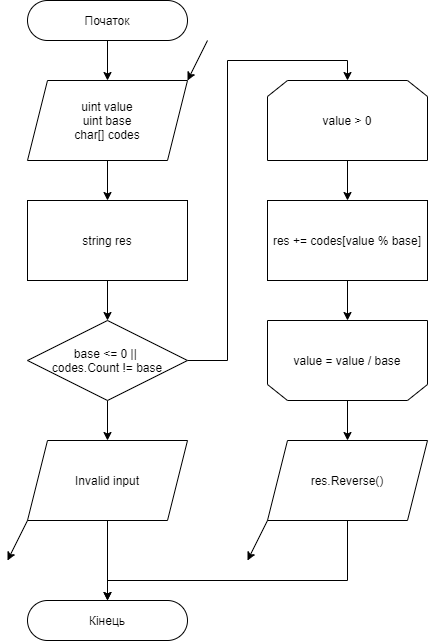 Початок
uint value
uint base
char[] codes
string res
base <= 0 ||
codes.Count != base
Invalid input
value > 0
res += codes[value % base]
value = value / base
res.Reverse()
Кінець